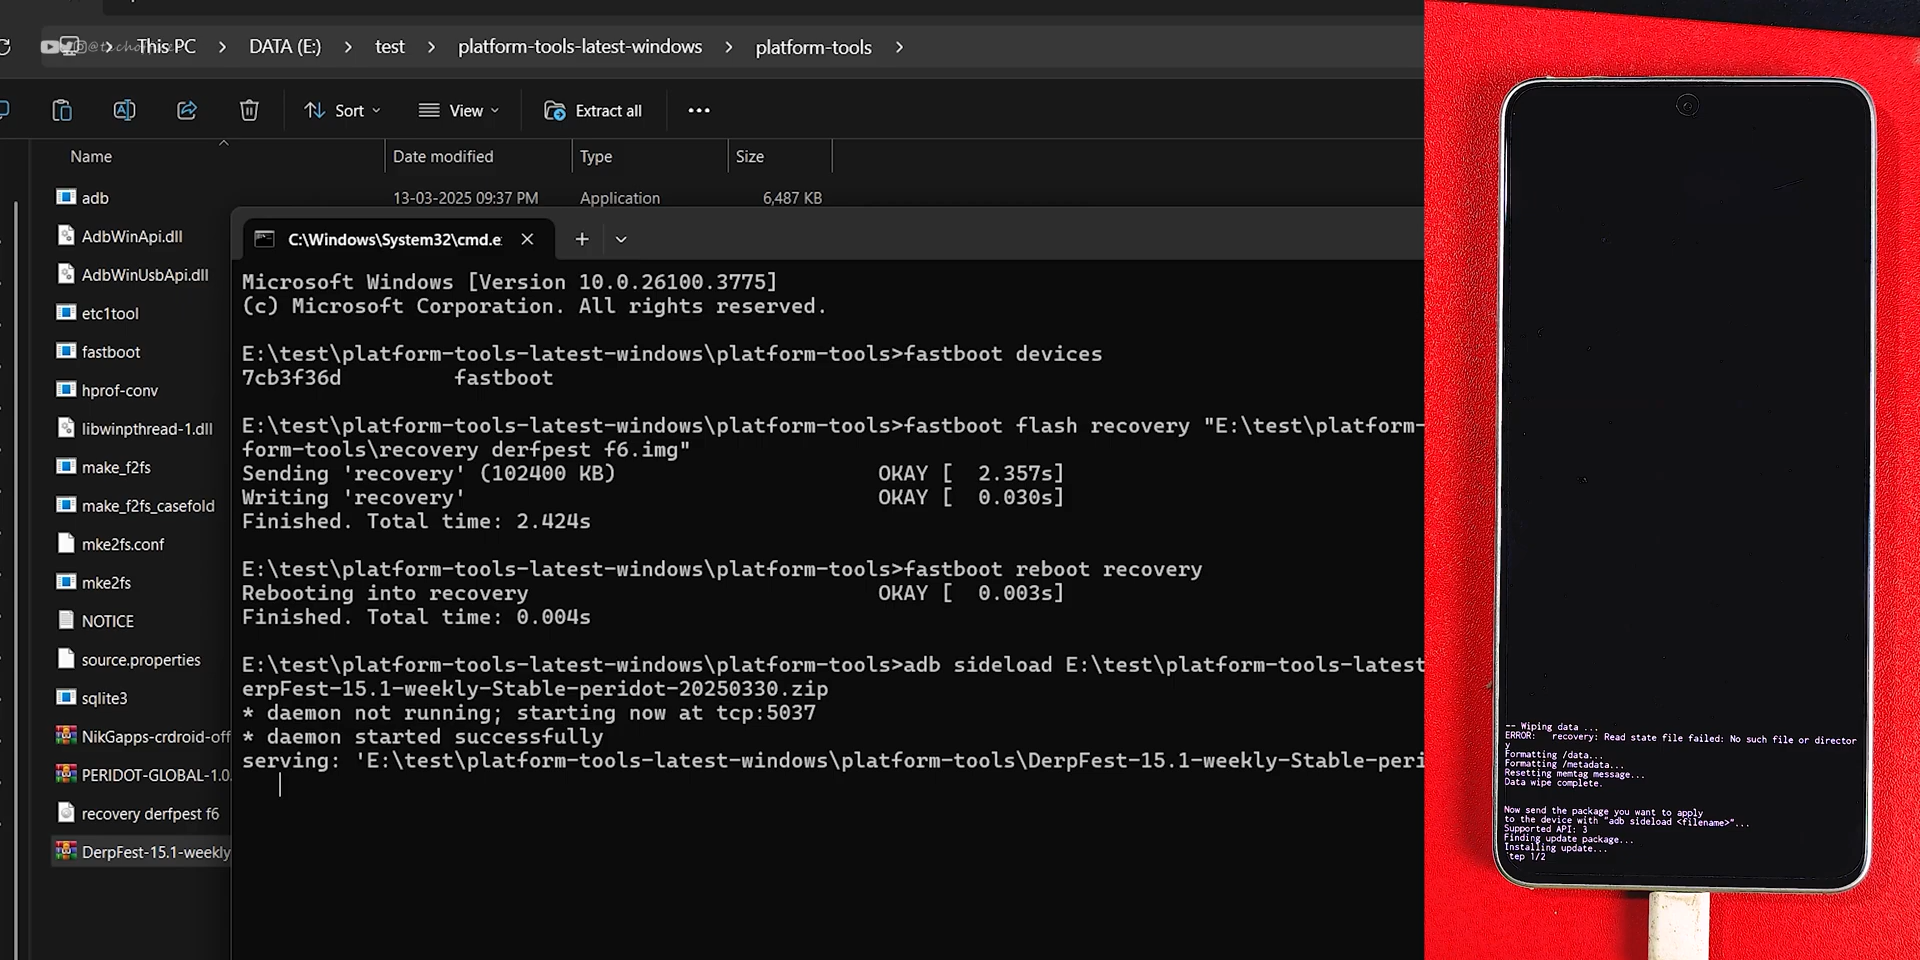 @techo
This PC > DATA (E:) > test > platform-tools-latest-windows > platform-tools >
Sort
View
Extract all
Name
Date modified
Type
Size
adb
13-03-2025 09:37 PM
Application
6,487 KB
AdbWinApi.dll
AdbWinUsbApi.dll
etc1tool
fastboot
hprof-conv
libwinpthread-1.dll
make_f2fs
make_f2fs_casefold
mke2fs.conf
mke2fs
NOTICE
source.properties
sqlite3
NikGapps-crdroid-off
PERIDOT-GLOBAL-1.0.
recovery derfpest f6
DerpFest-15.1-weekly
C:\Windows\System32\cmd.e
Microsoft Windows [Version 10.0.26100.3775]
(c) Microsoft Corporation. All rights reserved.
E:\test\platform-tools-latest-windows\platform-tools>fastboot devices
7cb3f36d fastboot
E:\test\platform-tools-latest-windows\platform-tools>fastboot flash recovery "E:\test\platform-
form-tools\recovery derfpest f6.img"
Sending 'recovery' (102400 KB) OKAY [ 2.357s]
Writing 'recovery' OKAY [ 0.030s]
Finished. Total time: 2.424s
E:\test\platform-tools-latest-windows\platform-tools>fastboot reboot recovery
Rebooting into recovery OKAY [ 0.003s]
Finished. Total time: 0.004s
E:\test\platform-tools-latest-windows\platform-tools>adb sideload E:\test\platform-tools-latest
erpFest-15.1-weekly-Stable-peridot-20250330.zip
* daemon not running; starting now at tcp:5037
* daemon started successfully
serving: 'E:\test\platform-tools-latest-windows\platform-tools\DerpFest-15.1-weekly-Stable-peri
-- Wiping data ...
ERROR: recovery: Read state file failed: No such file or director
y
Formatting /data...
Formatting /metadata...
Resetting memtag message...
Data wipe complete.
Now send the package you want to apply
to the device with "adb sideload <filename>"...
Supported API: 3
Finding update package...
Installing update...
tep 1/2